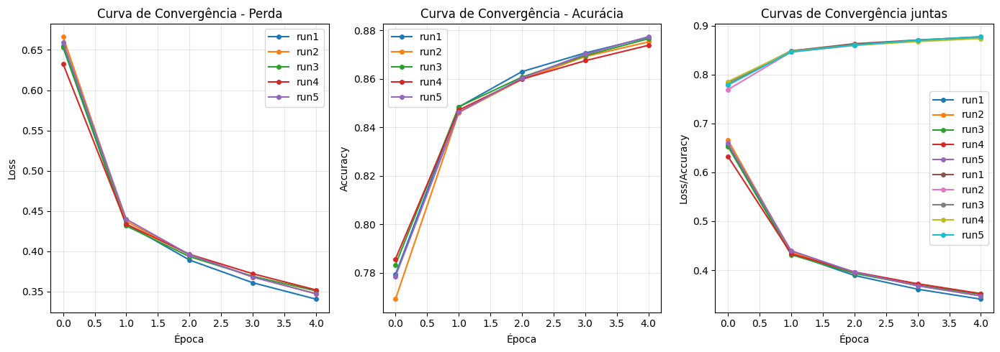 Curva de Convergência - Perda
0.65
0.60
0.55
0.50
0.45
0.40
0.35
Loss
0.0 0.5 1.0 1.5 2.0 2.5 3.0 3.5 4.0
Época
run1
run2
run3
run4
run5
Curva de Convergência - Acurácia
0.88
0.86
0.84
0.82
0.80
0.78
Accuracy
0.0 0.5 1.0 1.5 2.0 2.5 3.0 3.5 4.0
Época
run1
run2
run3
run4
run5
Curvas de Convergência juntas
0.9
0.8
0.7
0.6
0.5
0.4
Loss/Accuracy
0.0 0.5 1.0 1.5 2.0 2.5 3.0 3.5 4.0
Época
run1
run2
run3
run4
run5
run1
run2
run3
run4
run5